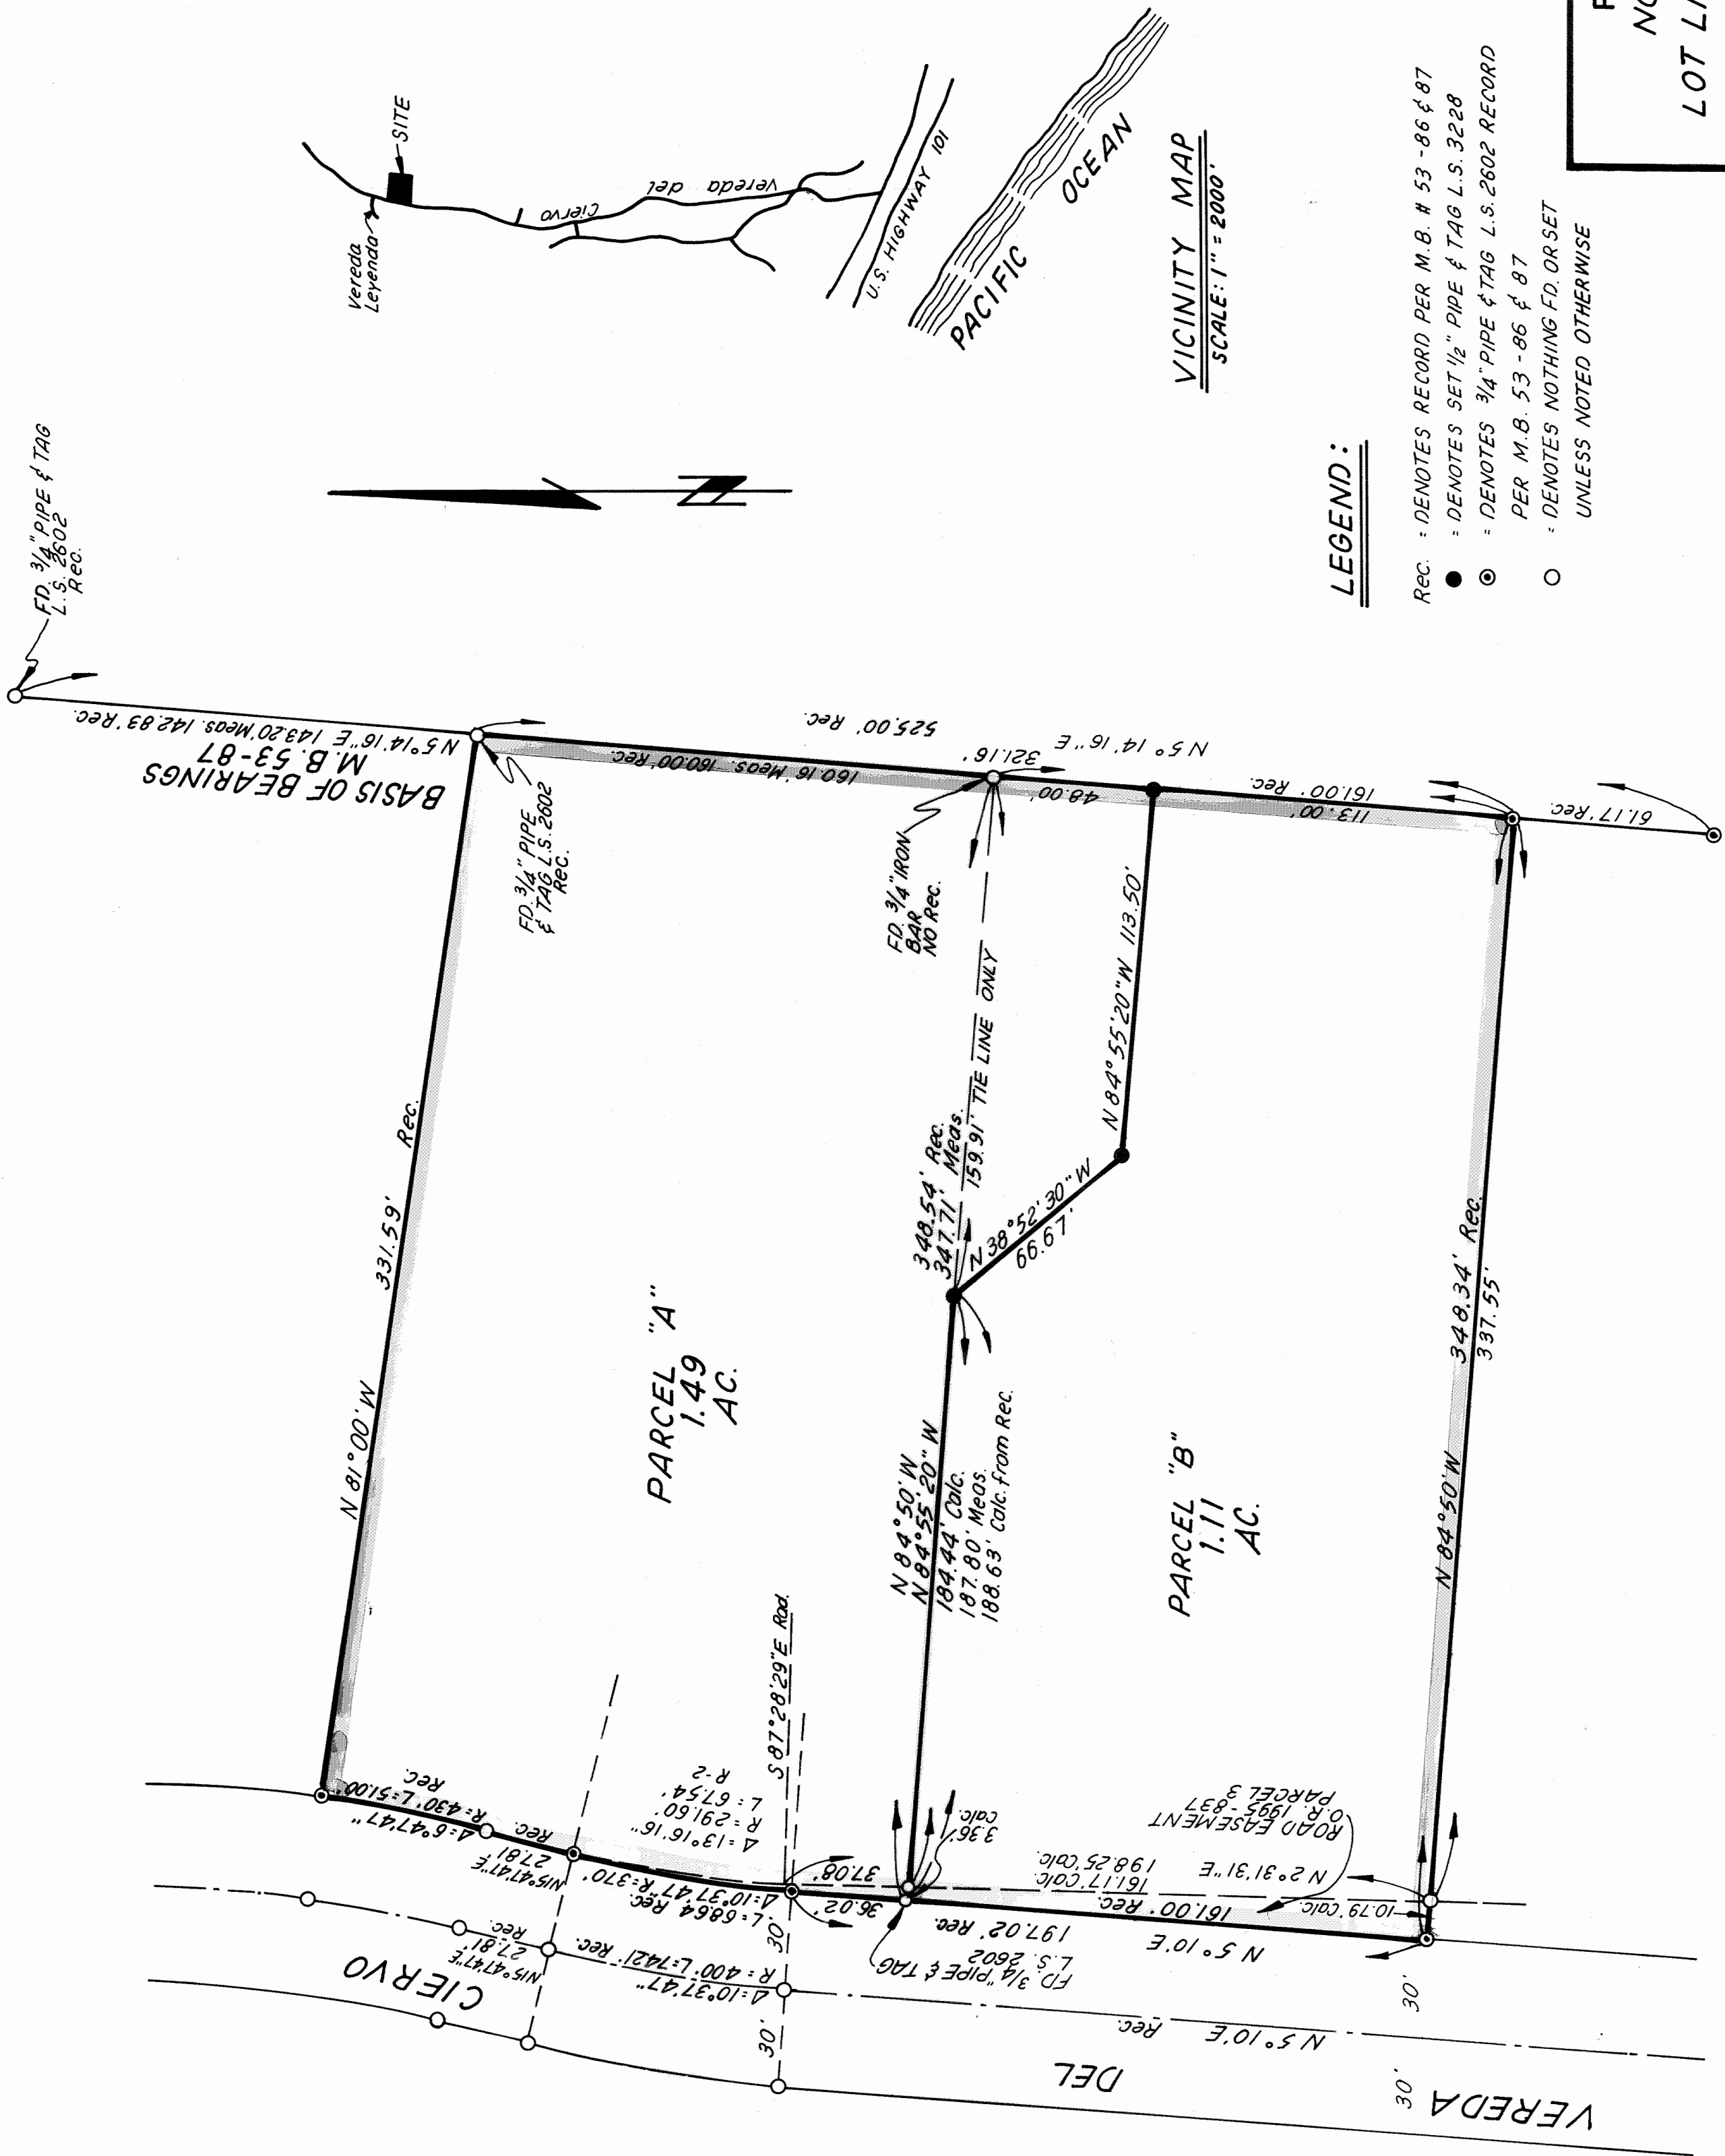 FD. 3/4" PIPE & TAG
L.S. 2602
Rec.
N 5°14'16" E 143.20' Meas. 142.83' Rec.
BASIS OF BEARINGS
M.B. 53-87
FD. 3/4" PIPE
& TAG L.S. 2602
Rec.
N 81°00' W
331.59'
Rec.
525.00' Rec.
160.16' Meas. 160.00' Rec.
321.16'
N 5°14'16" E
FD. 3/4" IRON
BAR
NO Rec.
48.00'
161.00' Rec.
113.00'
61.17' Rec.
PARCEL "A"
1.49
AC.
348.54' Rec.
347.71' Meas.
159.91' TIE LINE ONLY
N 38°52'30" W
66.67'
N 84°55'20" W 113.50'
N 84°50' W
N 84°55'20" W
184.44' Calc.
187.80' Meas.
188.63' Calc. from Rec.
PARCEL "B"
1.11
AC.
N 84°50' W
348.34' Rec.
337.55'
Δ=6°47'47"
R=430' L=51.00'
Rec.
N15°47'47"E
27.81
Rec.
Δ=13°16'16"
R=291.60'
L=67.54'
R-2
S 87°28'29" E Rad.
Δ=10°37'47" R=370'
L=68.64 Rec.
37.08'
36.02'
3.36'
Calc.
N15°47'47"E
27.81
Rec.
Δ=10°37'47"
R=400' L=74.21' Rec.
30'
30'
FD. 3/4" PIPE & TAG
L.S. 2602
197.02' Rec.
N 5°10' E
161.00' Rec.
161.17' Calc.
198.25' Calc.
N 2°31'31" E
ROAD EASEMENT
O.R. 1995-837
PARCEL 3
10.79' Calc.
N 5°10' E Rec.
30'
30'
VEREDA
DEL
CIERVO
Vereda
Leyenda
SITE
Vereda del
Ciervo
U.S. HIGHWAY 101
PACIFIC OCEAN
VICINITY MAP
SCALE: 1" = 2000'
LEGEND:
Rec. = DENOTES RECORD PER M.B. # 53-86 & 87
= DENOTES SET 1/2" PIPE & TAG L.S. 3228
= DENOTES 3/4" PIPE & TAG L.S. 2602 RECORD
PER M.B. 53-86 & 87
= DENOTES NOTHING FD. OR SET
UNLESS NOTED OTHERWISE
LOT